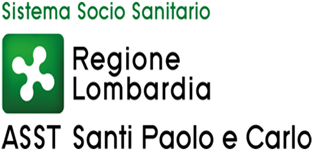 Sistema Socio Sanitario
Regione
Lombardia
ASST Santi Paolo e Carlo